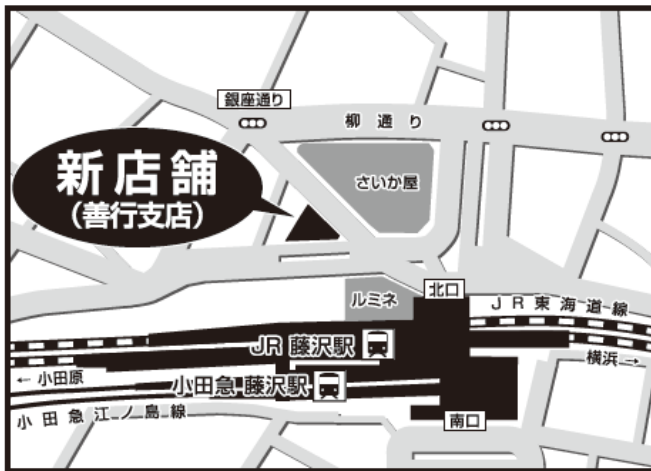 銀座通り
柳通り
新店舗
(善行支店)
さいか屋
ルミネ
北口
JR東海道線
JR 藤沢駅
横浜→
←小田原
小田急 藤沢駅
小田急江ノ島線
南口